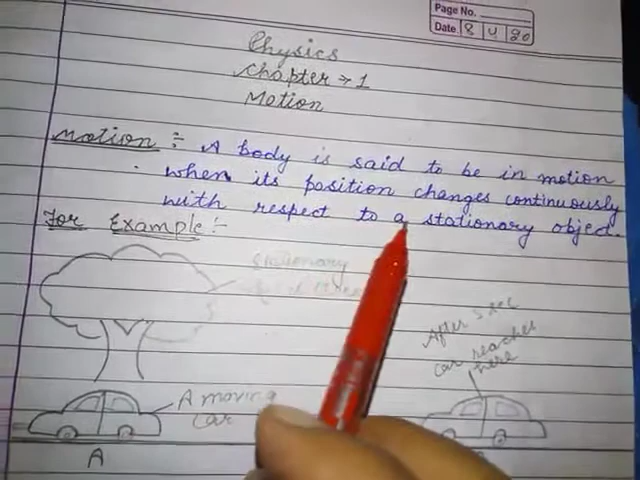 Page No.
Date 8 4 20
Physics
Chapter → 1
Motion
Motion :- A body is said to be in motion
when its position changes continuously
with respect to a stationary object.
For Example :-
Stationary
After 5 sec
car reaches
here
A moving
car
A